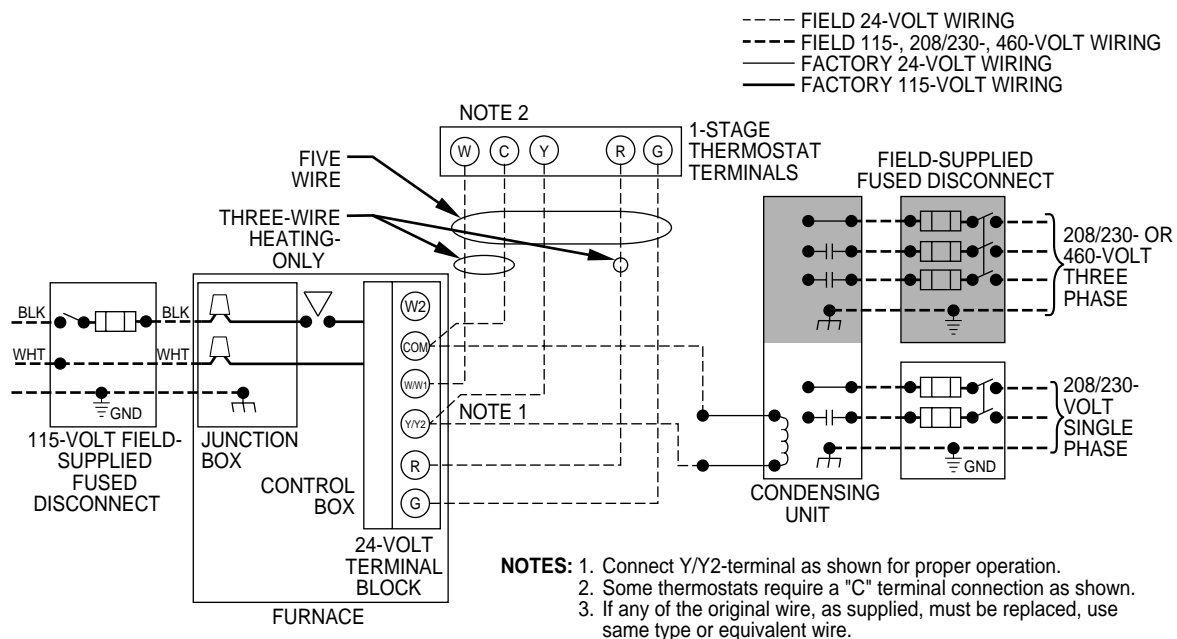 FIELD 24-VOLT WIRING
FIELD 115-, 208/230-, 460-VOLT WIRING
FACTORY 24-VOLT WIRING
FACTORY 115-VOLT WIRING
NOTE 2
1-STAGE
THERMOSTAT
TERMINALS
W
C
Y
R
G
FIVE
WIRE
THREE-WIRE
HEATING-
ONLY
FIELD-SUPPLIED
FUSED DISCONNECT
208/230- OR
460-VOLT
THREE
PHASE
BLK
BLK
WHT
WHT
GND
115-VOLT FIELD-
SUPPLIED
FUSED
DISCONNECT
JUNCTION
BOX
CONTROL
BOX
W2
COM
W/W1
Y/Y2
R
G
NOTE 1
24-VOLT
TERMINAL
BLOCK
FURNACE
208/230-
VOLT
SINGLE
PHASE
GND
CONDENSING
UNIT
NOTES: 1. Connect Y/Y2-terminal as shown for proper operation.
2. Some thermostats require a "C" terminal connection as shown.
3. If any of the original wire, as supplied, must be replaced, use
same type or equivalent wire.